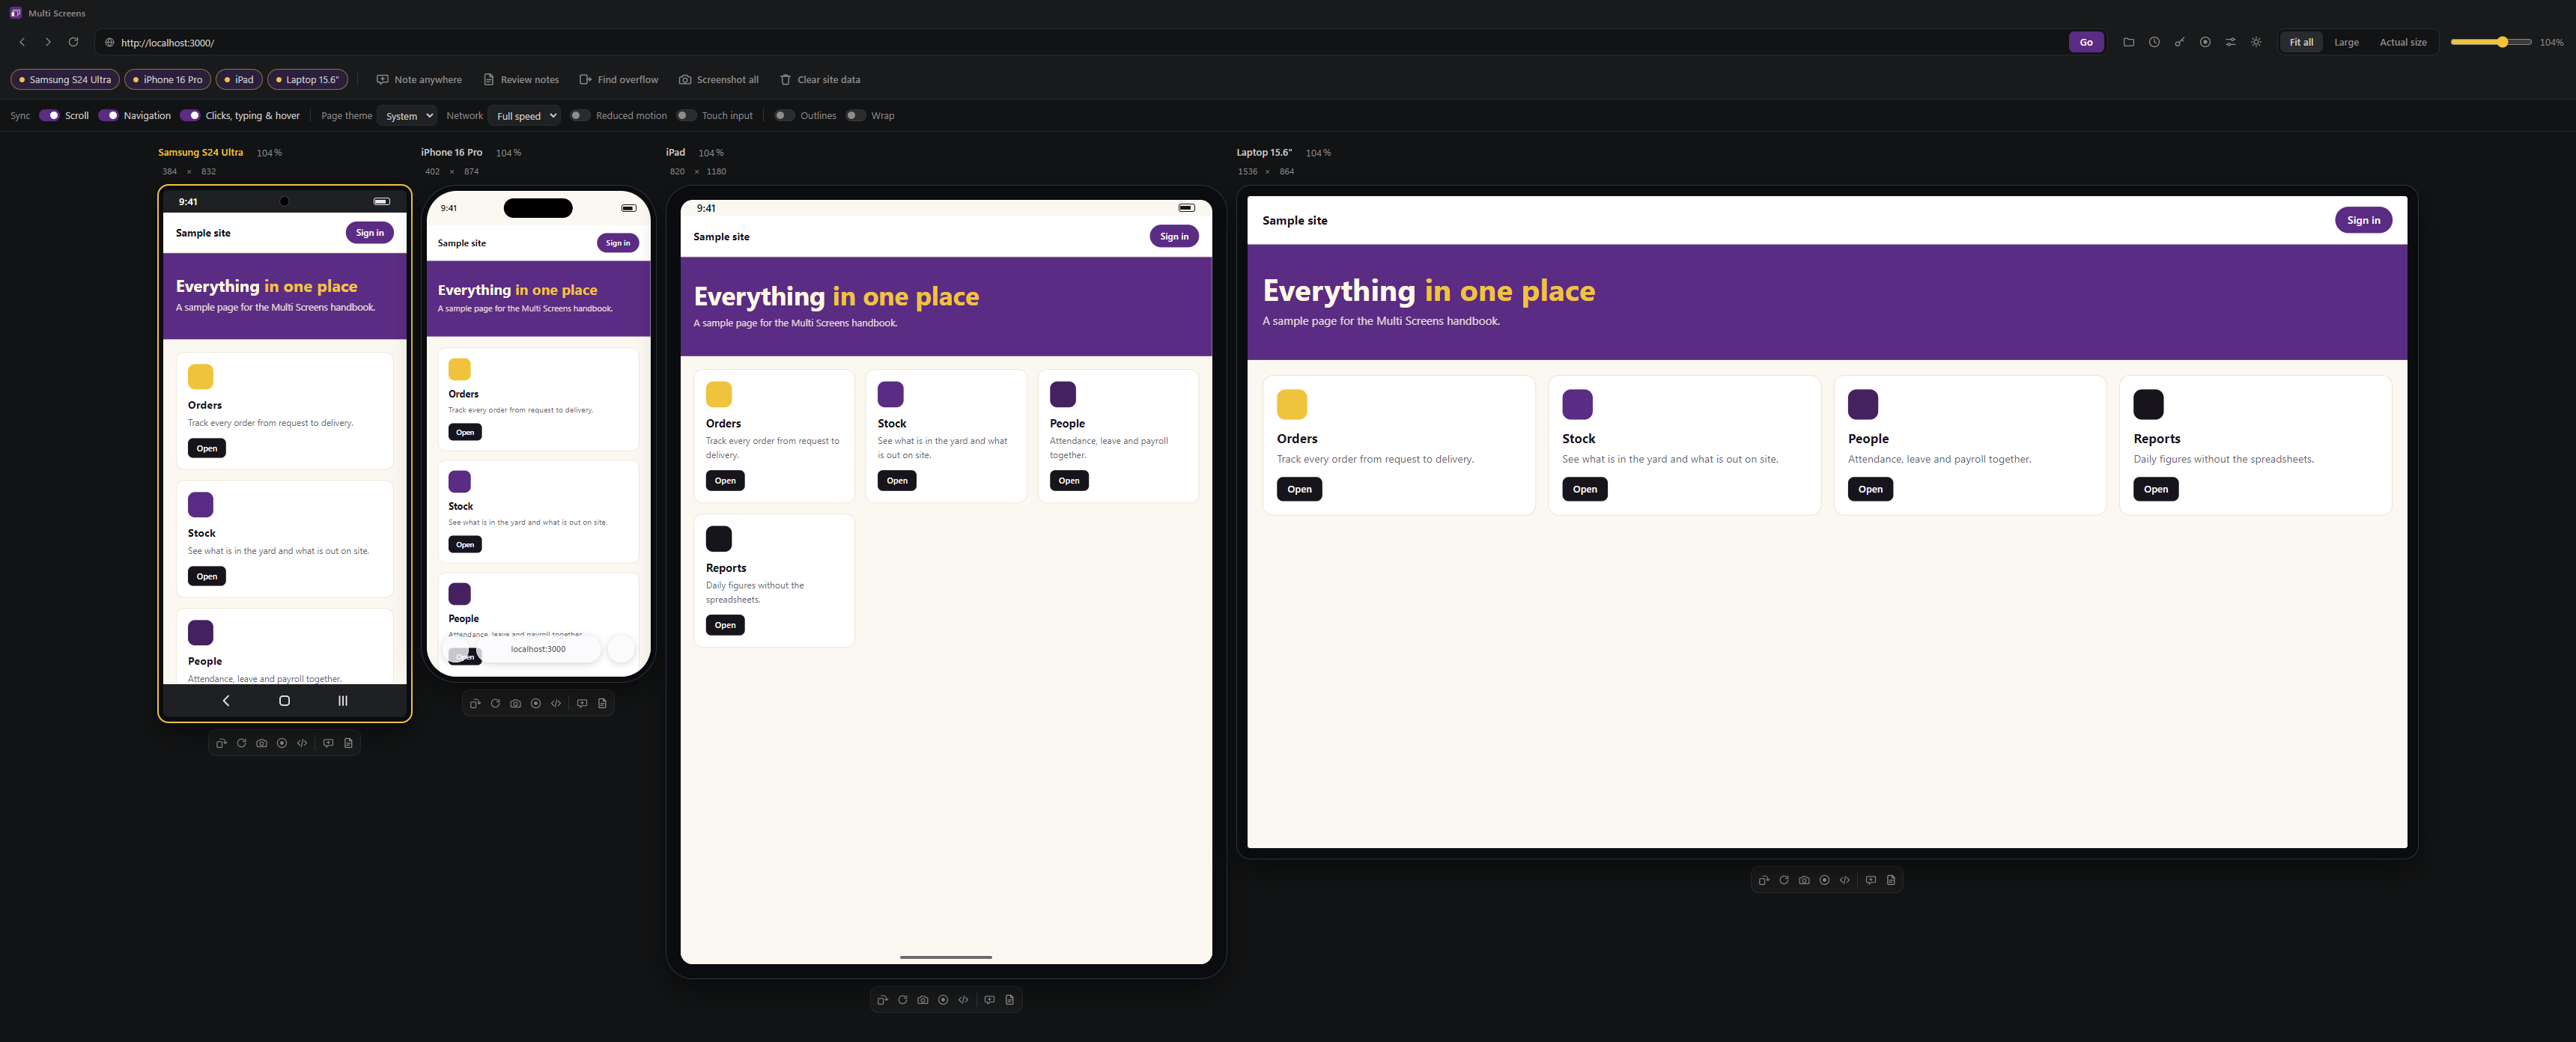 Multi Screens
http://localhost:3000/
Go
Fit all
Large
Actual size
104%
Samsung S24 Ultra
iPhone 16 Pro
iPad
Laptop 15.6"
Note anywhere
Review notes
Find overflow
Screenshot all
Clear site data
Sync
Scroll
Navigation
Clicks, typing & hover
Page theme
System
Network
Full speed
Reduced motion
Touch input
Outlines
Wrap
Samsung S24 Ultra 104%
384 × 832
9:41
Sample site
Sign in
Everything in one place
A sample page for the Multi Screens handbook.
Orders
Track every order from request to delivery.
Open
Stock
See what is in the yard and what is out on site.
Open
People
Attendance, leave and payroll together.
iPhone 16 Pro 104%
402 × 874
9:41
Sample site
Sign in
Everything in one place
A sample page for the Multi Screens handbook.
Orders
Track every order from request to delivery.
Open
Stock
See what is in the yard and what is out on site.
Open
People
Attendance, leave and payroll together.
Open
localhost:3000
iPad 104%
820 × 1180
9:41
Sample site
Sign in
Everything in one place
A sample page for the Multi Screens handbook.
Orders
Track every order from request to
delivery.
Open
Stock
See what is in the yard and what
is out on site.
Open
People
Attendance, leave and payroll
together.
Open
Reports
Daily figures without the
spreadsheets.
Open
Laptop 15.6" 104%
1536 × 864
Sample site
Sign in
Everything in one place
A sample page for the Multi Screens handbook.
Orders
Track every order from request to delivery.
Open
Stock
See what is in the yard and what is out on site.
Open
People
Attendance, leave and payroll together.
Open
Reports
Daily figures without the spreadsheets.
Open